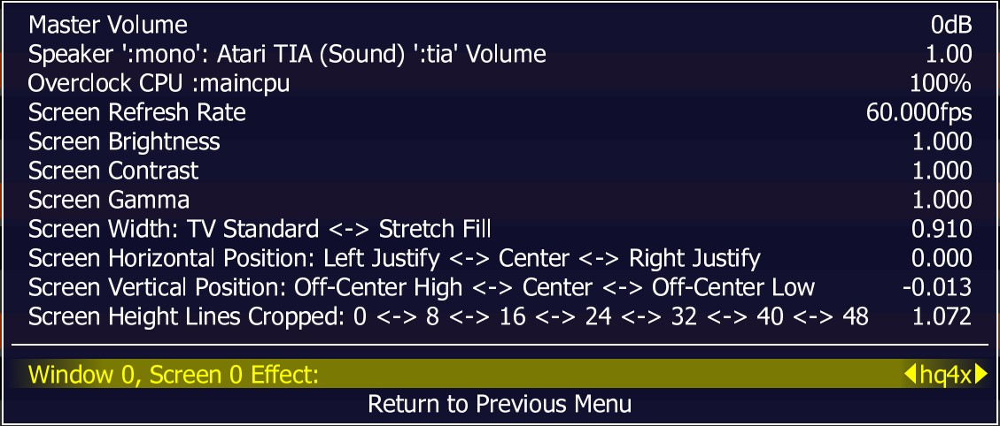 Master Volume 0dB
Speaker ':mono': Atari TIA (Sound) ':tia' Volume 1.00
Overclock CPU :maincpu 100%
Screen Refresh Rate 60.000fps
Screen Brightness 1.000
Screen Contrast 1.000
Screen Gamma 1.000
Screen Width: TV Standard <-> Stretch Fill 0.910
Screen Horizontal Position: Left Justify <-> Center <-> Right Justify 0.000
Screen Vertical Position: Off-Center High <-> Center <-> Off-Center Low -0.013
Screen Height Lines Cropped: 0 <-> 8 <-> 16 <-> 24 <-> 32 <-> 40 <-> 48 1.072
Window 0, Screen 0 Effect: hq4x
Return to Previous Menu